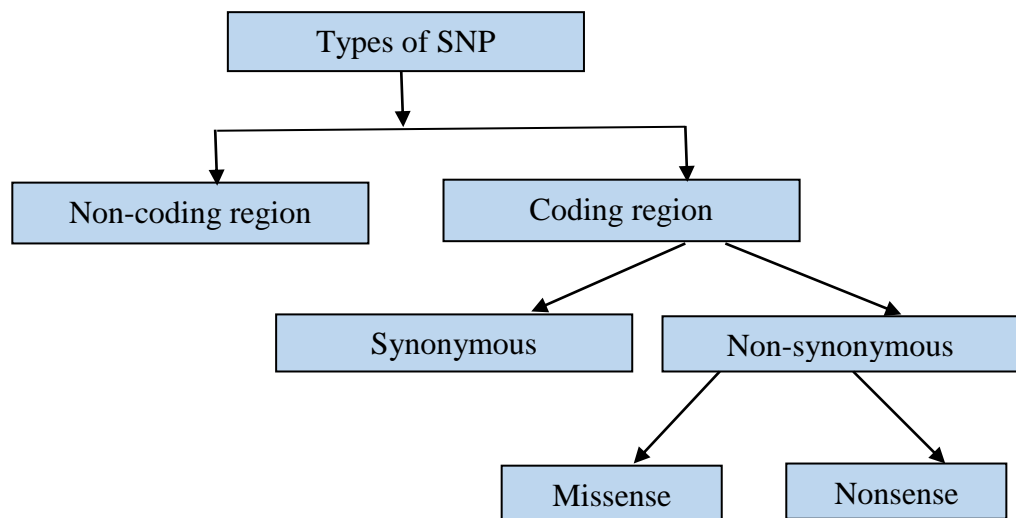 Types of SNP
Non-coding region
Coding region
Synonymous
Non-synonymous
Missense
Nonsense